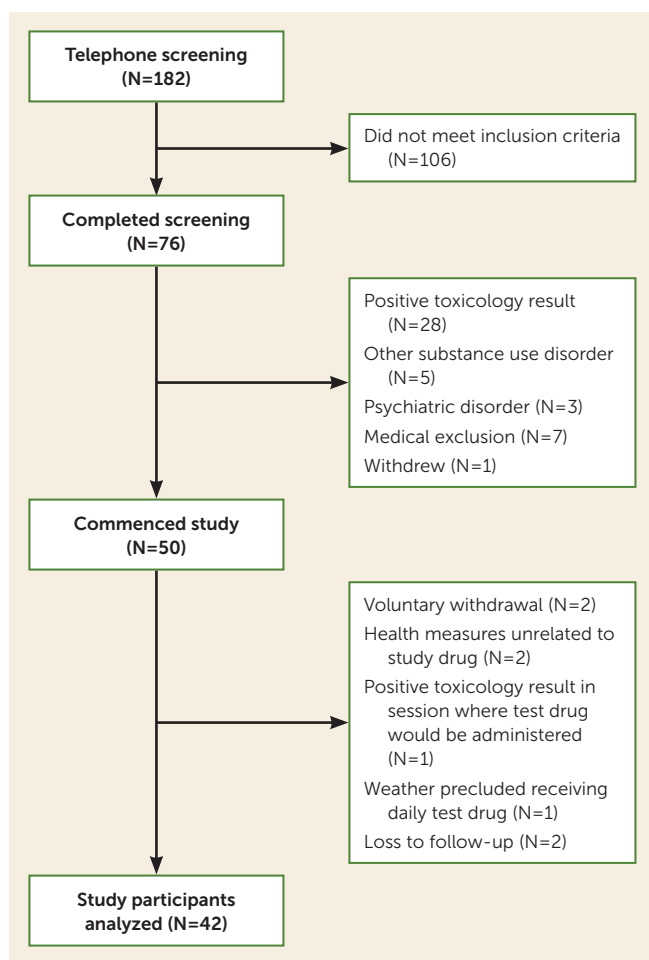 Telephone screening
(N=182)
Did not meet inclusion criteria
(N=106)
Completed screening
(N=76)
Positive toxicology result
(N=28)
Other substance use disorder
(N=5)
Psychiatric disorder (N=3)
Medical exclusion (N=7)
Withdrew (N=1)
Commenced study
(N=50)
Voluntary withdrawal (N=2)
Health measures unrelated to
study drug (N=2)
Positive toxicology result in
session where test drug
would be administered
(N=1)
Weather precluded receiving
daily test drug (N=1)
Loss to follow-up (N=2)
Study participants
analyzed (N=42)